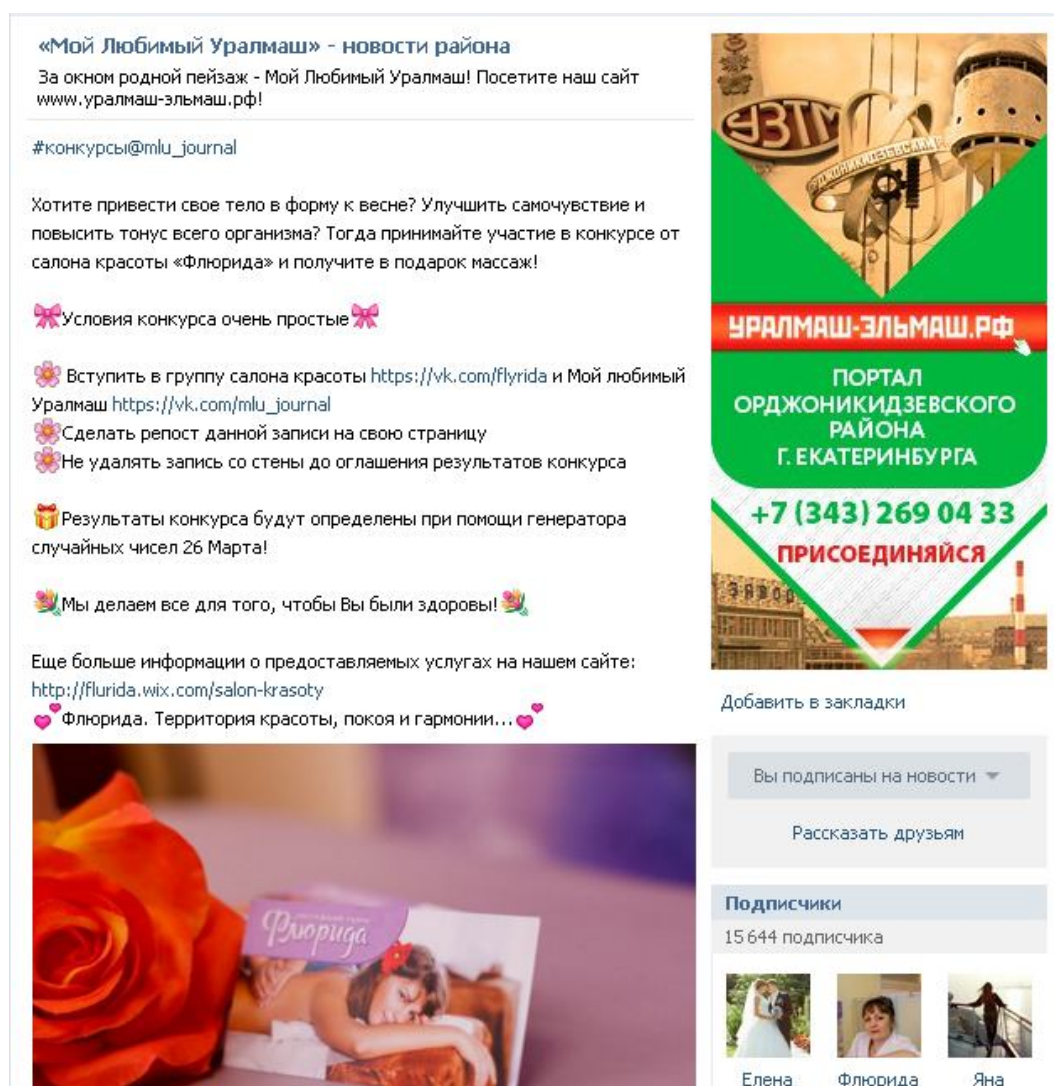 «Мой Любимый Уралмаш» - новости района
За окном родной пейзаж - Мой Любимый Уралмаш! Посетите наш сайт
www.уралмаш-эльмаш.рф!
#конкурсы@mlu_journal
Хотите привести свое тело в форму к весне? Улучшить самочувствие и
повысить тонус всего организма? Тогда принимайте участие в конкурсе от
салона красоты «Флюрида» и получите в подарок массаж!
Условия конкурса очень простые
Вступить в группу салона красоты https://vk.com/flyrida и Мой любимый
Уралмаш https://vk.com/mlu_journal
Сделать репост данной записи на свою страницу
Не удалять запись со стены до оглашения результатов конкурса
Результаты конкурса будут определены при помощи генератора
случайных чисел 26 Марта!
Мы делаем все для того, чтобы Вы были здоровы!
Еще больше информации о предоставляемых услугах на нашем сайте:
http://flurida.wix.com/salon-krasoty
Флюрида. Территория красоты, покоя и гармонии...
Флюрида
УЗТМ
УРАЛМАШ-ЭЛЬМАШ.РФ
ПОРТАЛ
ОРДЖОНИКИДЗЕВСКОГО
РАЙОНА
Г. ЕКАТЕРИНБУРГА
+7 (343) 269 04 33
ПРИСОЕДИНЯЙСЯ
ЗАВОД
Добавить в закладки
Вы подписаны на новости
Рассказать друзьям
Подписчики
15 644 подписчика
Елена Флюрида Яна